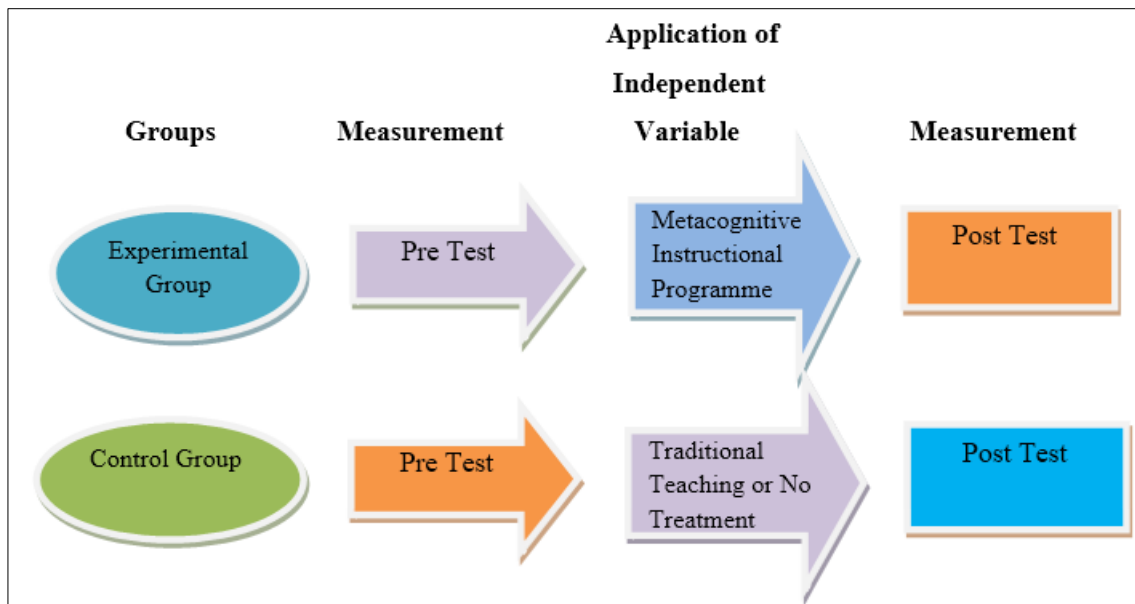 Application of
Independent
Groups Measurement Variable Measurement
Experimental
Group
Pre Test
Metacognitive
Instructional
Programme
Post Test
Control Group
Pre Test
Traditional
Teaching or No
Treatment
Post Test